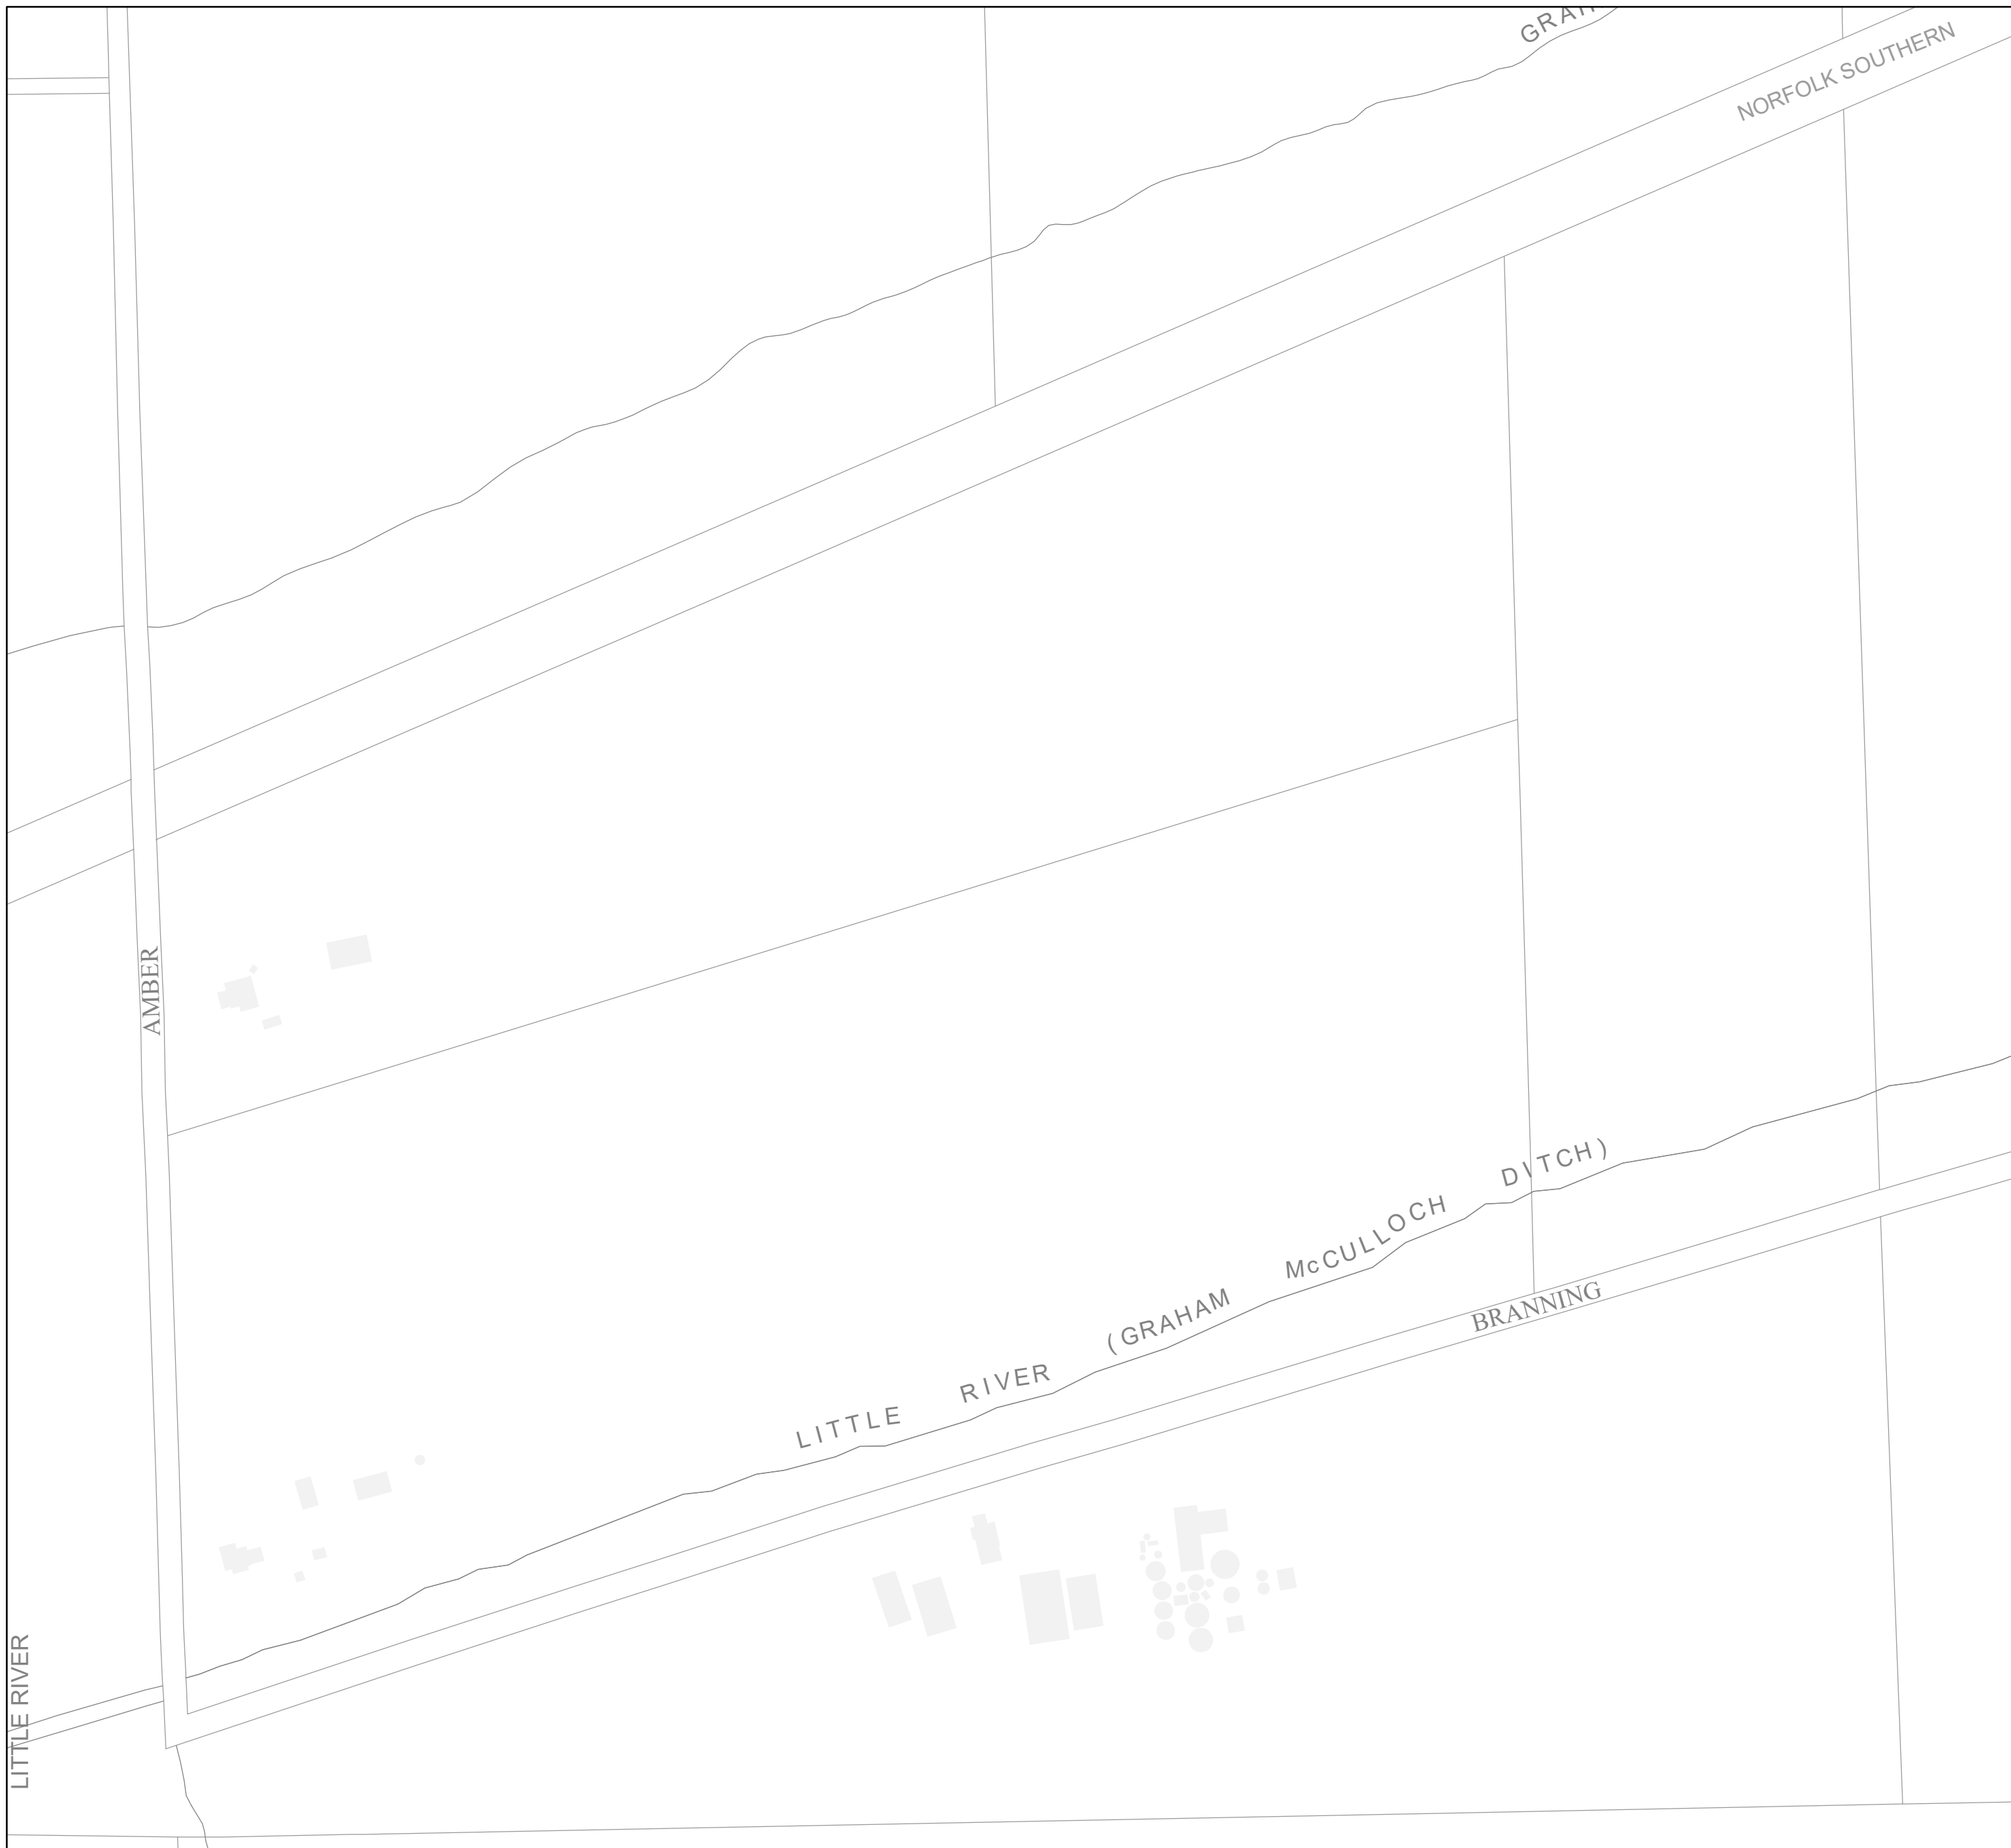 NORFOLK SOUTHERN
AMBER
LITTLE RIVER (GRAHAM McCULLOCH DITCH)
BRANNING
LITTLE RIVER